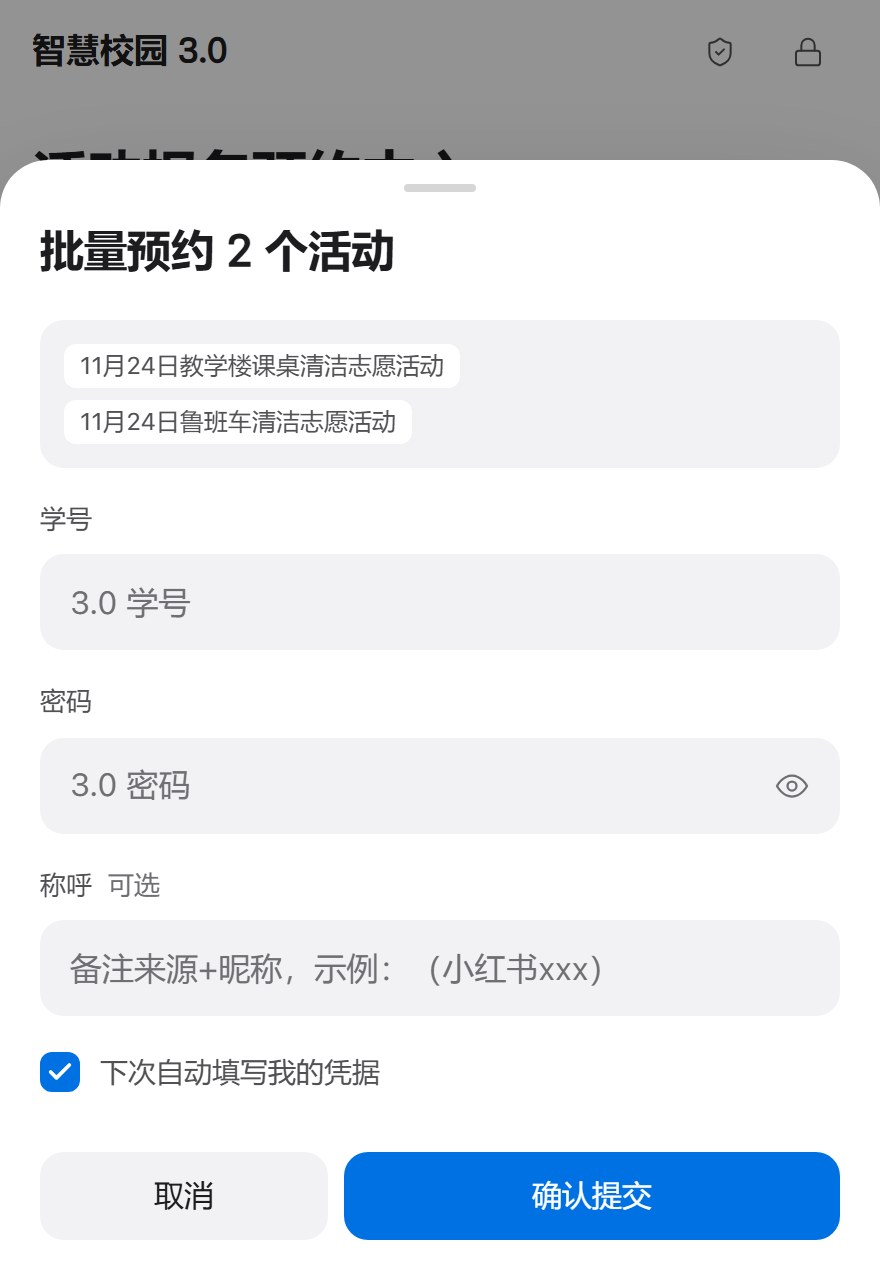 智慧校园 3.0
批量预约 2 个活动
11月24日教学楼课桌清洁志愿活动
11月24日鲁班车清洁志愿活动
学号
3.0 学号
密码
3.0 密码
称呼 可选
备注来源+昵称，示例：（小红书xxx）
下次自动填写我的凭据
取消
确认提交